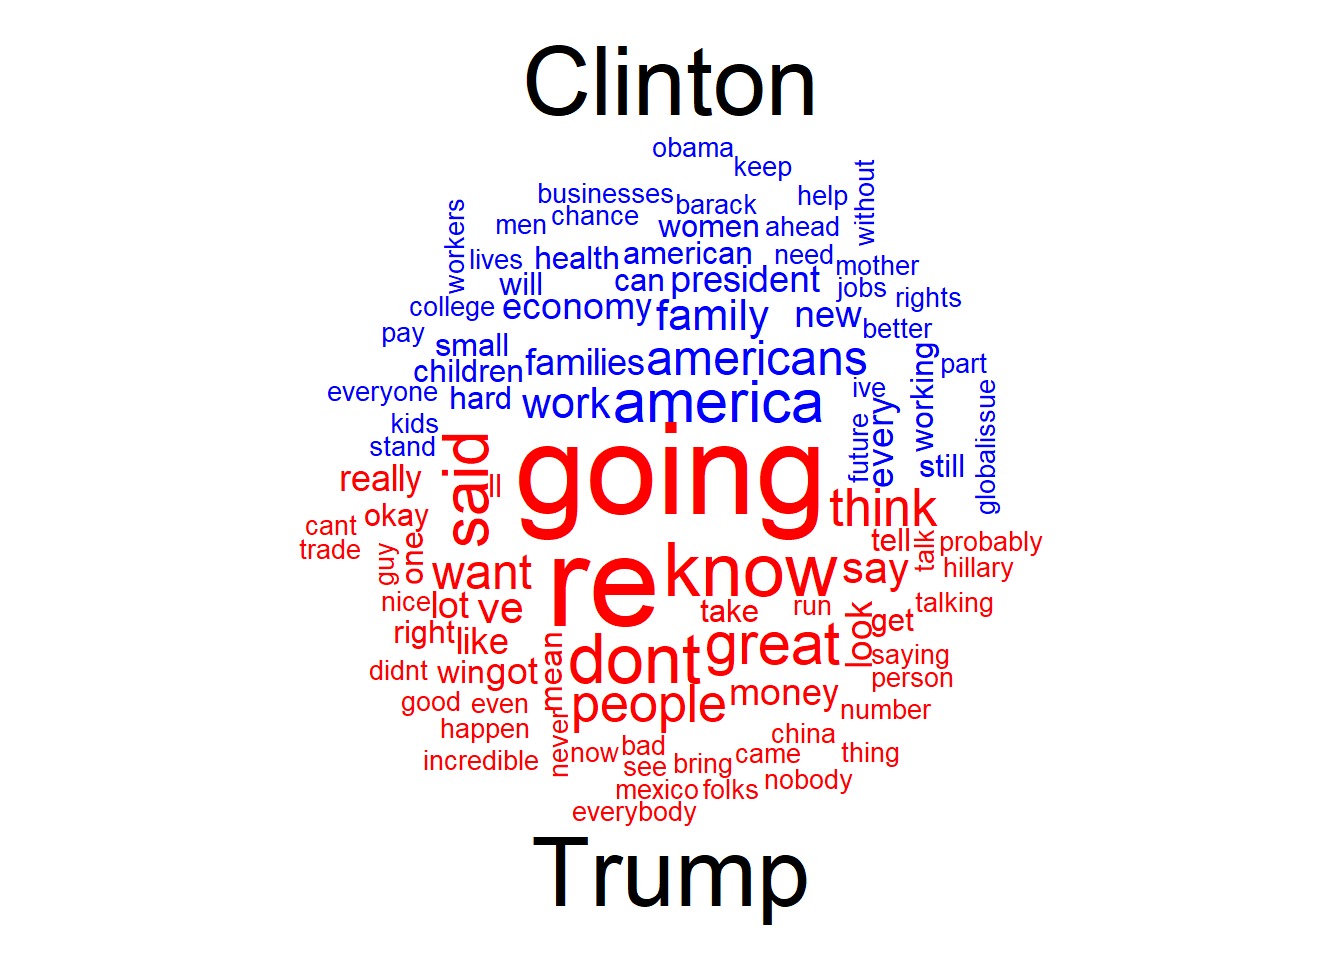 Clinton
obama
keep
businesses
help
without
barack
chance
men
women
ahead
workers
lives
health
american
need
mother
will
can
president
jobs
rights
college
economy
family
new
better
pay
small
families
americans
working
part
children
everyone
hard
work
america
ive
every
future
globalissue
kids
stand
still
said
going
really
ll
think
okay
cant
trade
guy
one
want
re
know
say
tell
talk
probably
hillary
nice
lot
ve
take
run
look
get
talking
right
like
mean
dont
great
saying
person
didnt
win
got
people
money
number
good
even
happen
never
now
bad
china
incredible
see
bring
came
thing
mexico
folks
nobody
everybody
Trump